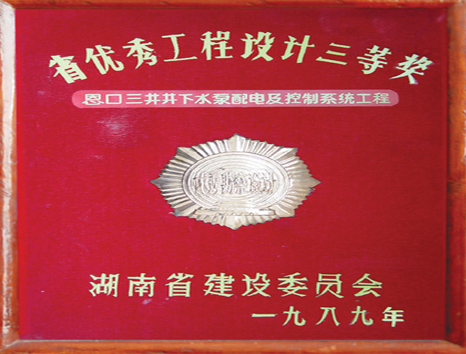 省优秀工程设计三等奖
恩口三井井下水泵配电及控制系统工程
湖南省建设委员会
一九八九年